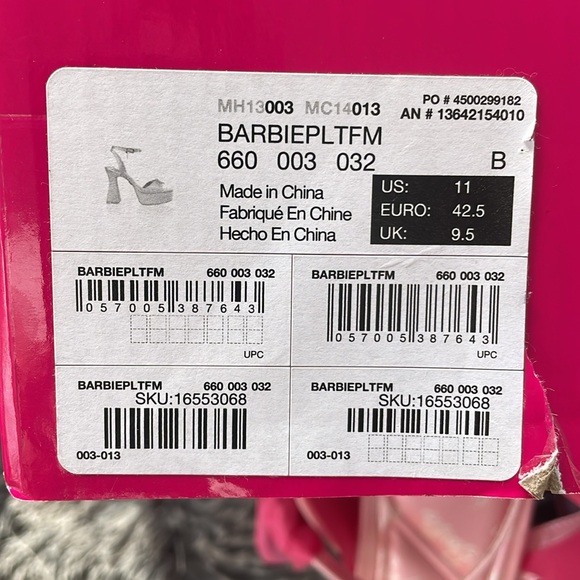 MH13003 MC14013
PO # 4500299182
AN # 13642154010
BARBIEPLTFM
660 003 032 B
Made in China
Fabriqué En Chine
Hecho En China
US: 11
EURO: 42.5
UK: 9.5
BARBIEPLTFM 660 003 032
057005387643
UPC
BARBIEPLTFM 660 003 032
057005387643
UPC
BARBIEPLTFM 660 003 032
SKU:16553068
003-013
BARBIEPLTFM 660 003 032
SKU:16553068
003-013